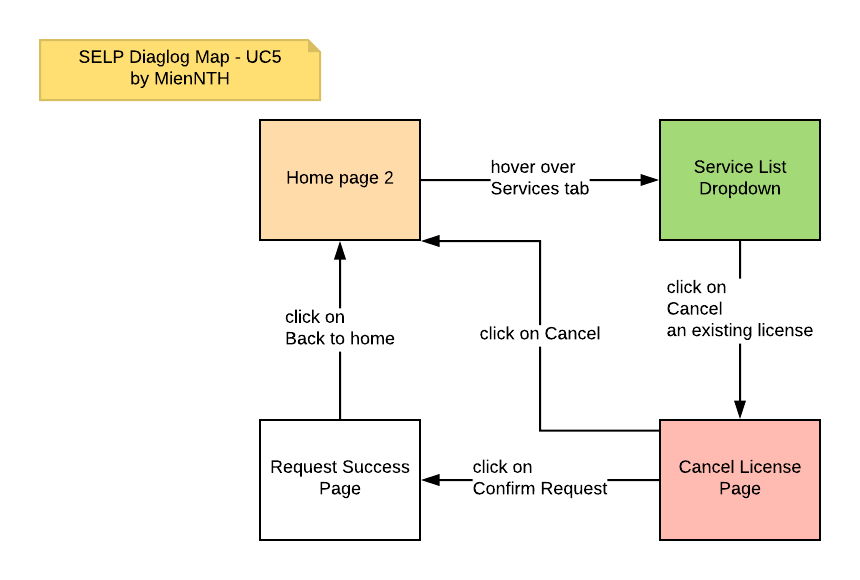 SELP Diaglog Map - UC5
by MienNTH
Home page 2
hover over
Services tab
Service List
Dropdown
click on
Cancel
an existing license
click on
Back to home
click on Cancel
Request Success
Page
click on
Confirm Request
Cancel License
Page